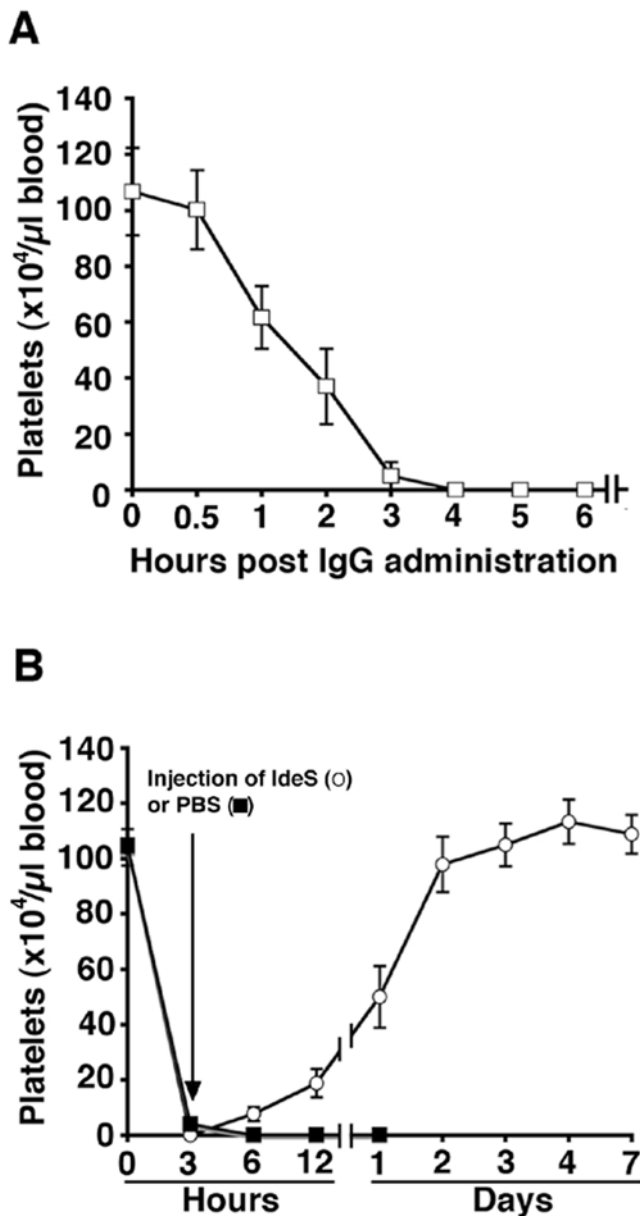 A
Platelets (x10⁴/µl blood)
140
120
100
80
60
40
20
0
0 0.5 1 2 3 4 5 6
Hours post IgG administration
B
Platelets (x10⁴/µl blood)
140
120
100
80
60
40
20
0
Injection of IdeS (○)
or PBS (■)
0 3 6 12 1 2 3 4 7
Hours Days